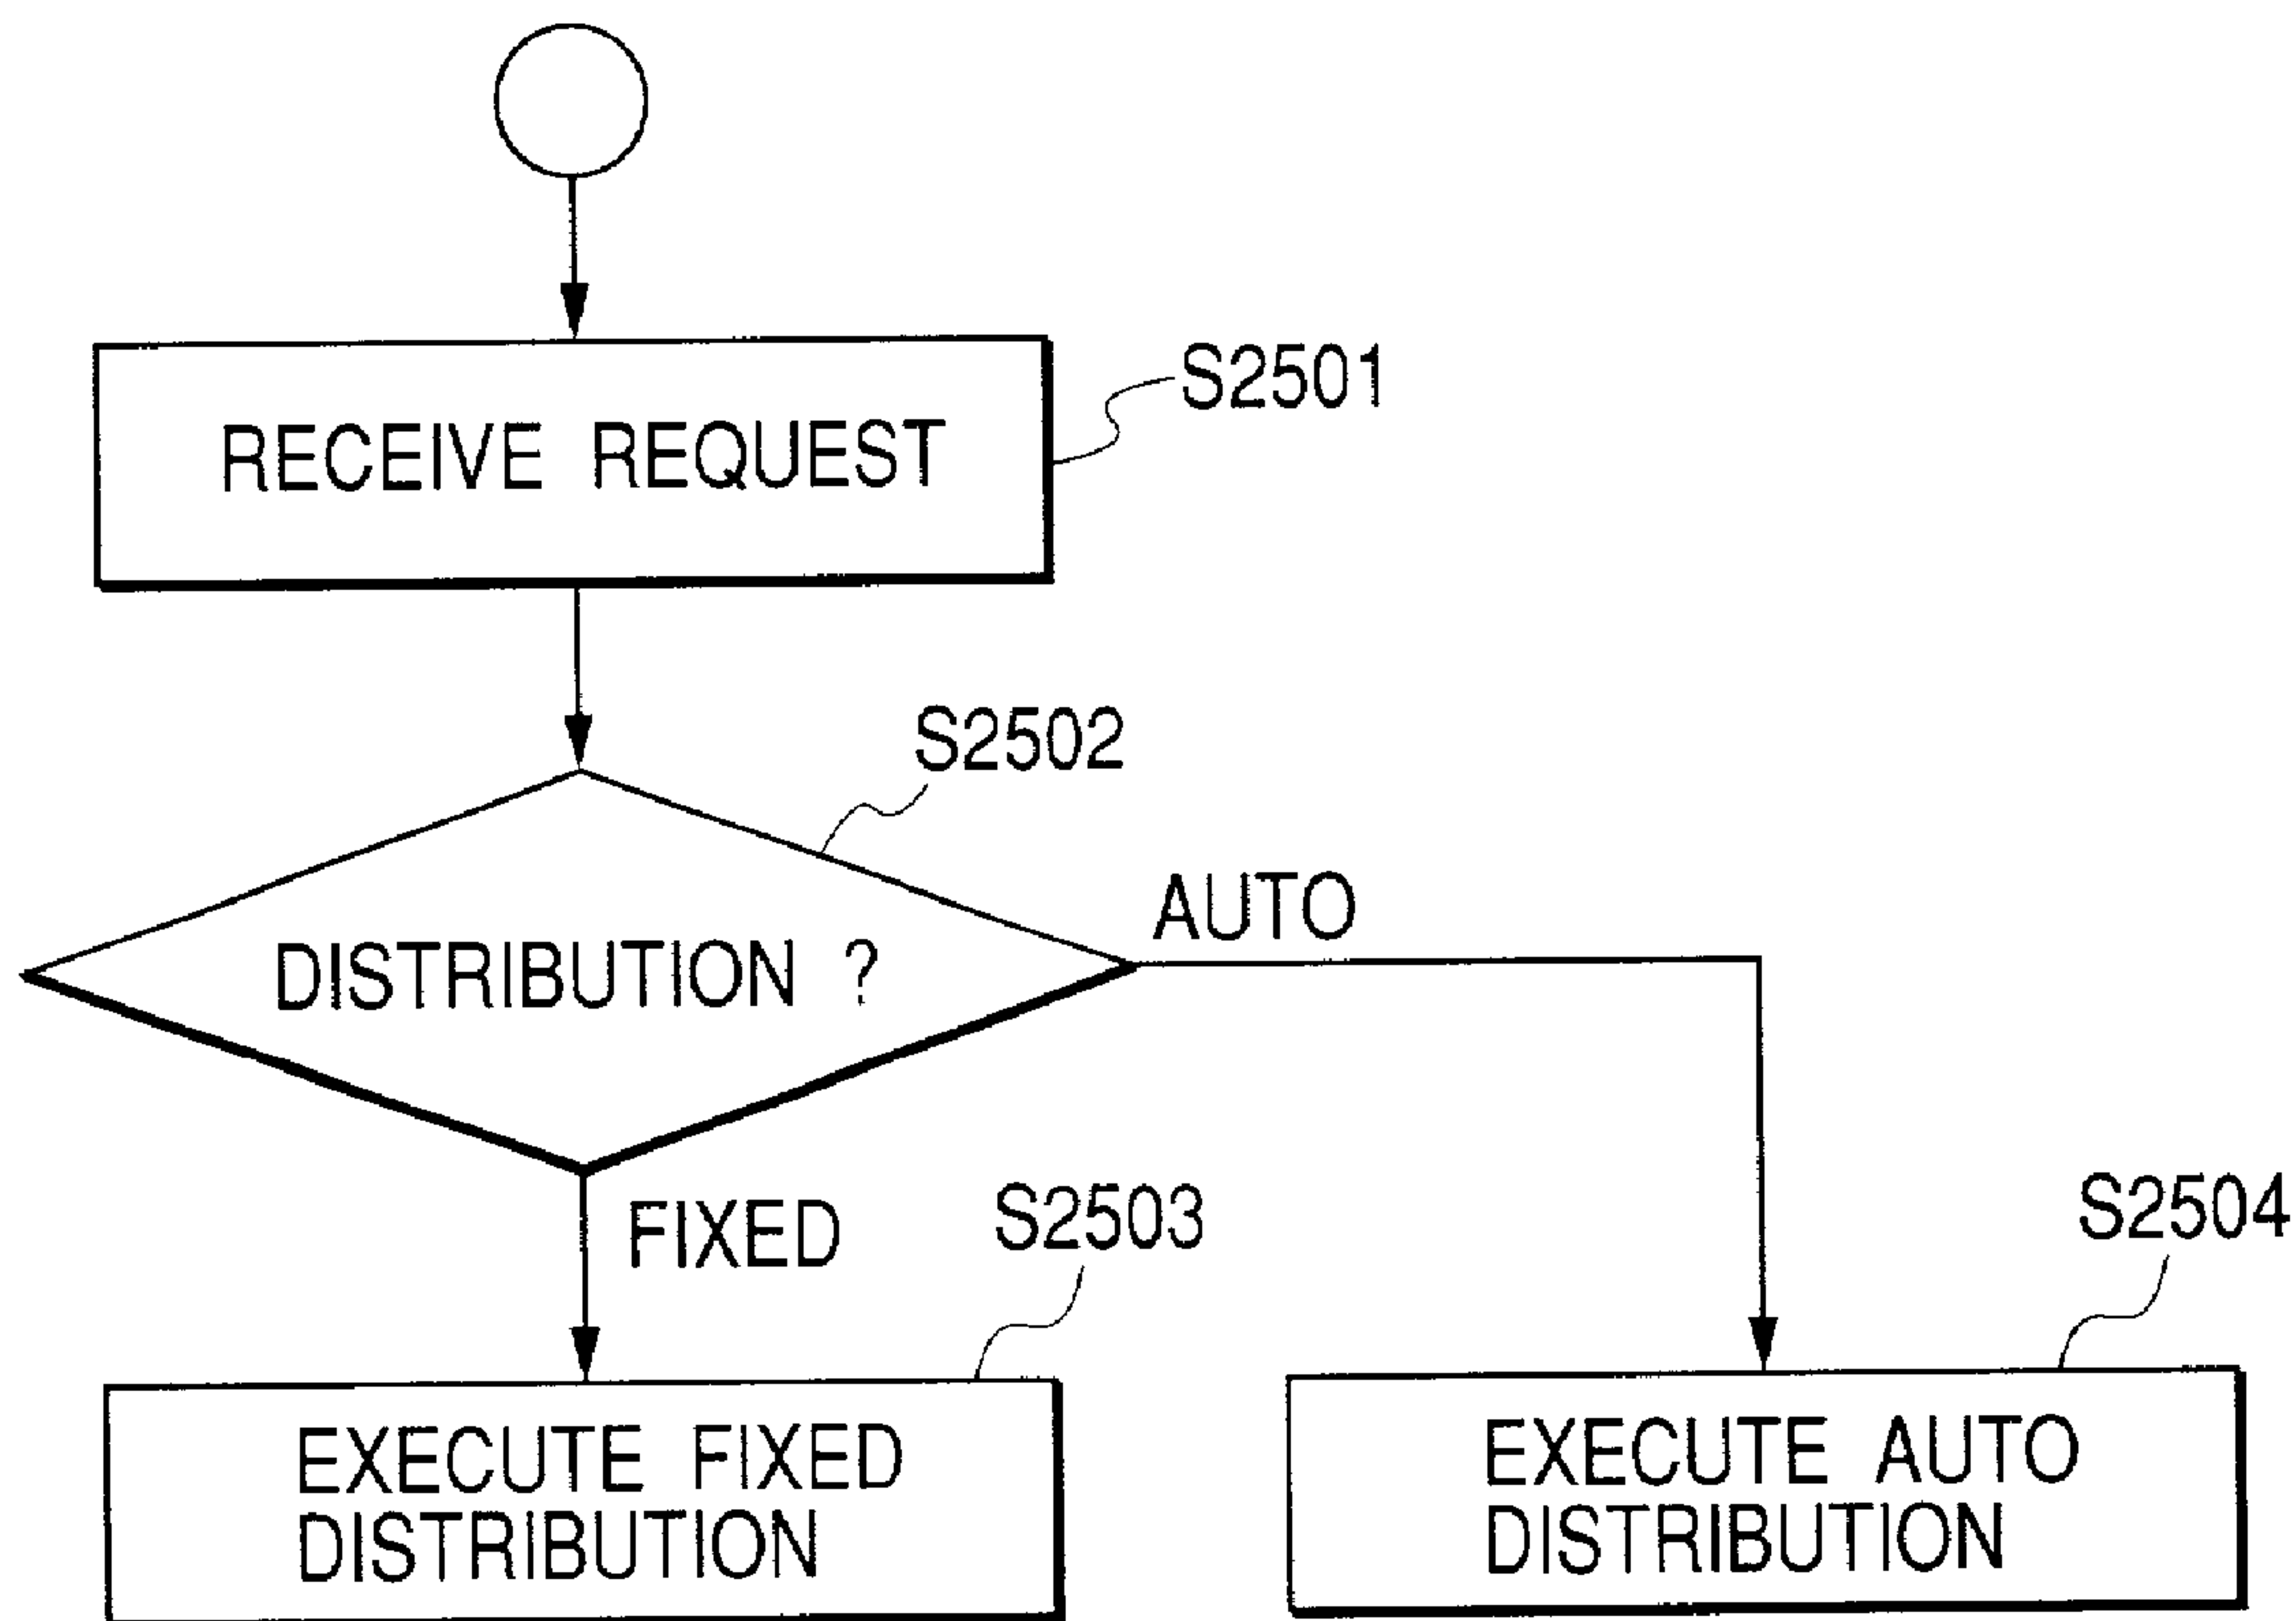 S2501
RECEIVE REQUEST
S2502
AUTO
DISTRIBUTION ?
FIXED
S2503
S2504
EXECUTE FIXED
DISTRIBUTION
EXECUTE AUTO
DISTRIBUTION